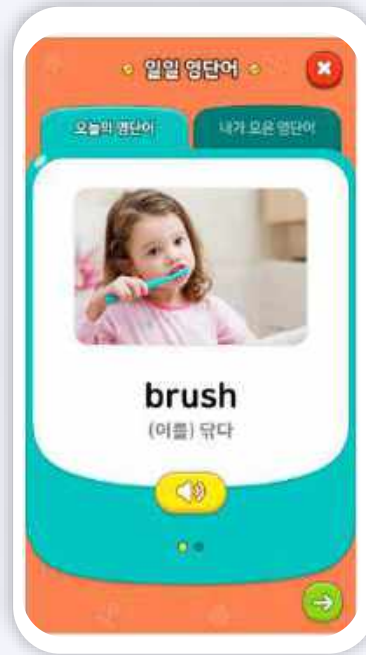 일일 영단어
오늘의 영단어
내가 모은 영단어
brush
(이를) 닦다